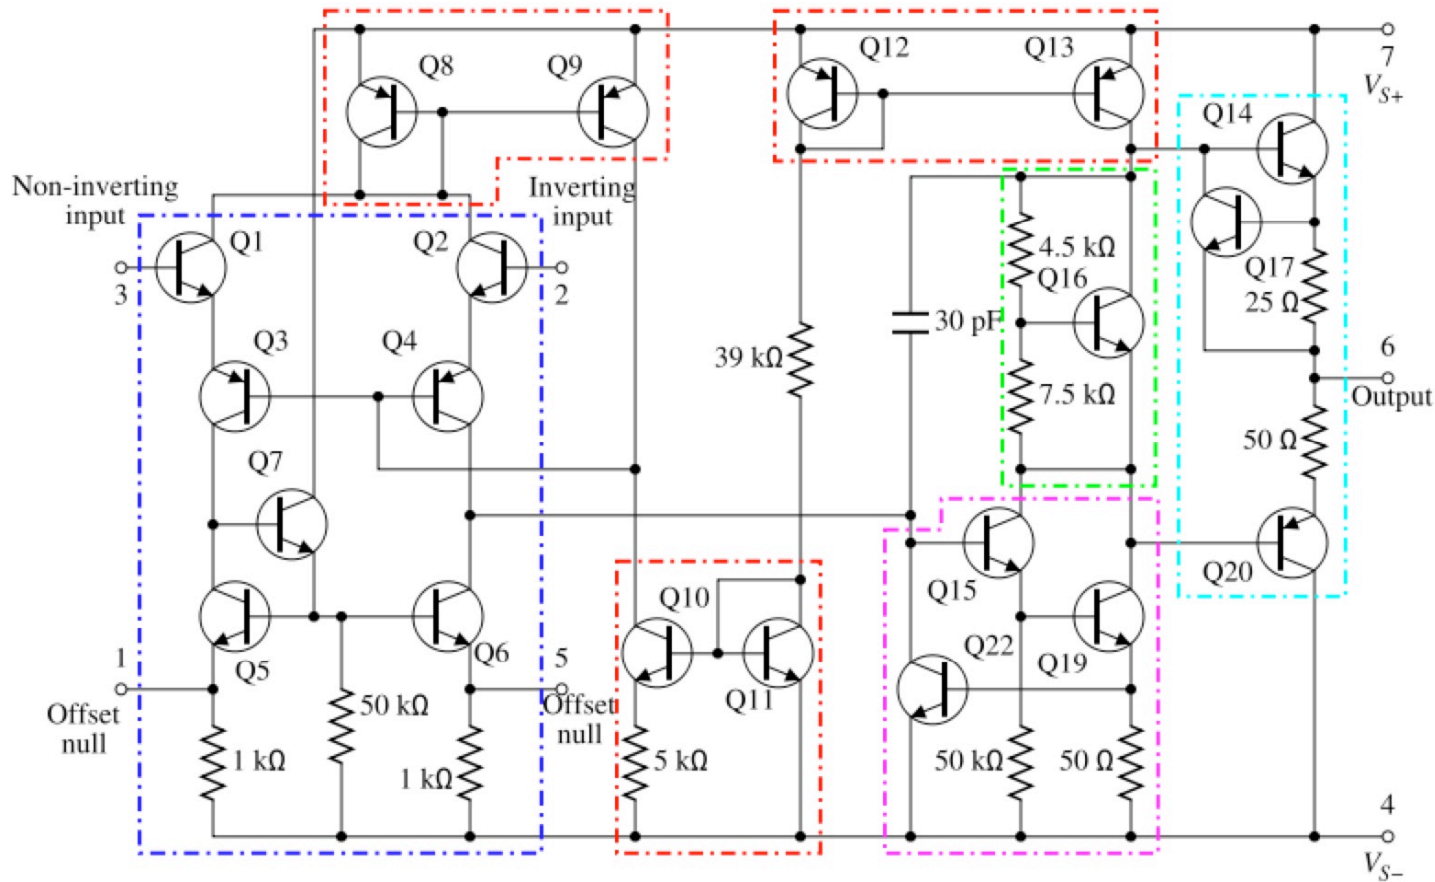 Q8
Q9
Q12
Q13
7
V_{S+}
Q14
Non-inverting
input
Inverting
input
Q1
Q2
3
2
4.5 kΩ
Q16
Q17
25 Ω
30 pF
6
Output
Q3
Q4
39 kΩ
7.5 kΩ
50 Ω
Q7
Q15
Q20
Q10
Q22
Q19
1
Q5
Q6
5
Q11
Offset
null
50 kΩ
Offset
null
1 kΩ
1 kΩ
5 kΩ
50 kΩ
50 Ω
4
V_{S−}